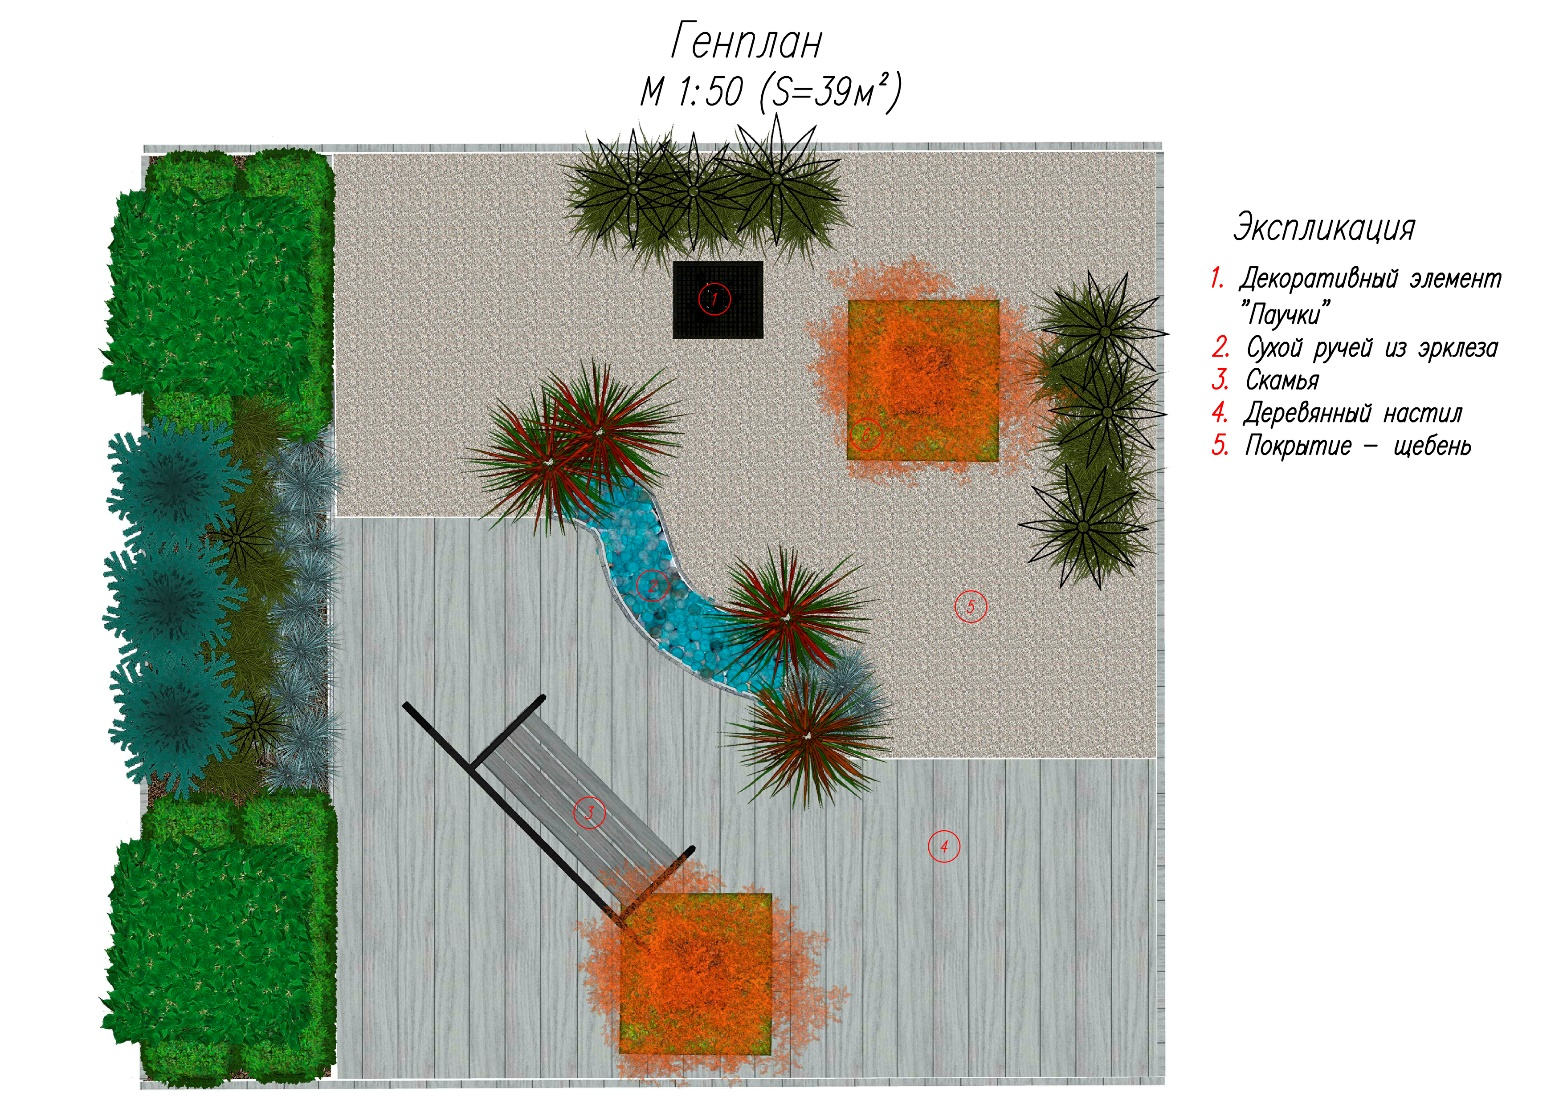 Генплан
М 1:50 (S=39м²)
Экспликация
1. Декоративный элемент
"Паучки"
2. Сухой ручей из эрклеза
3. Скамья
4. Деревянный настил
5. Покрытие – щебень
1
2
5
3
4